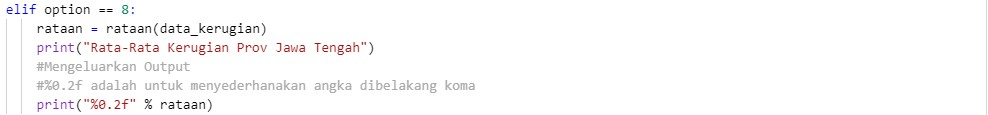 elif option == 8:
rataan = rataan(data_kerugian)
print("Rata-Rata Kerugian Prov Jawa Tengah")
#Mengeluarkan Output
#%0.2f adalah untuk menyederhanakan angka dibelakang koma
print("%0.2f" % rataan)